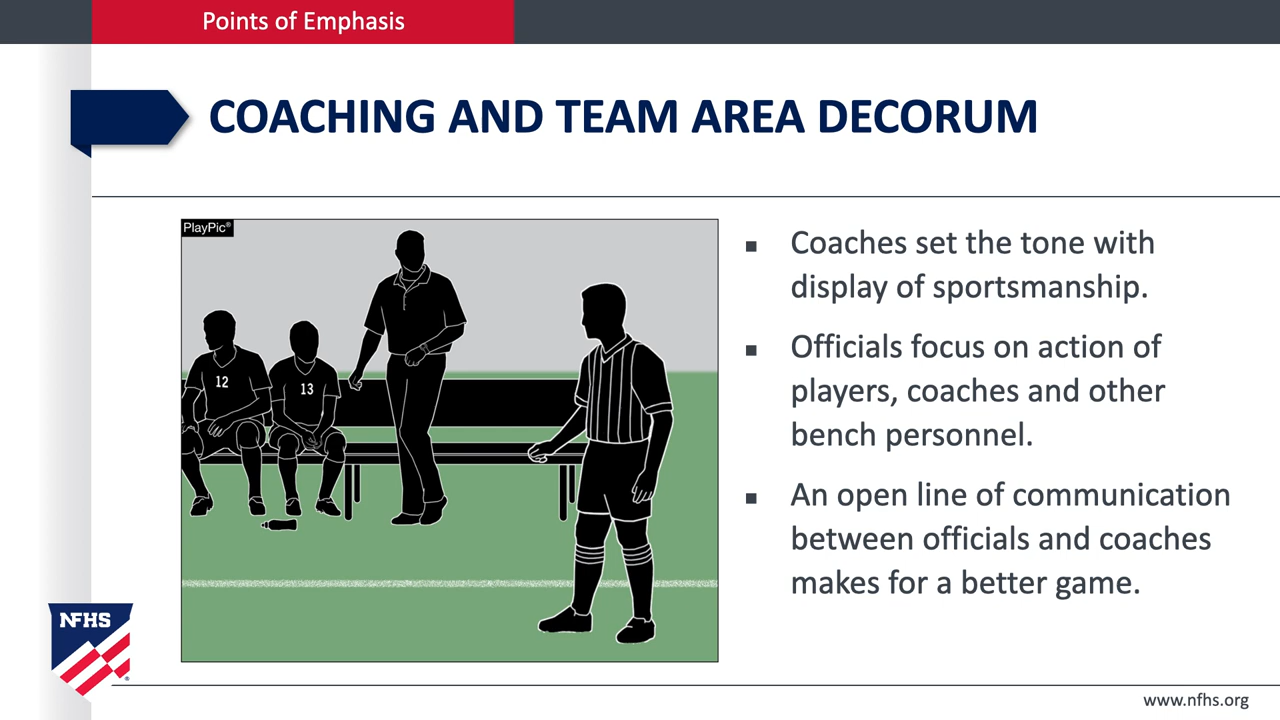 Points of Emphasis
COACHING AND TEAM AREA DECORUM
PlayPic®
12
13
▪ Coaches set the tone with
display of sportsmanship.
▪ Officials focus on action of
players, coaches and other
bench personnel.
▪ An open line of communication
between officials and coaches
makes for a better game.
NFHS
®
www.nfhs.org